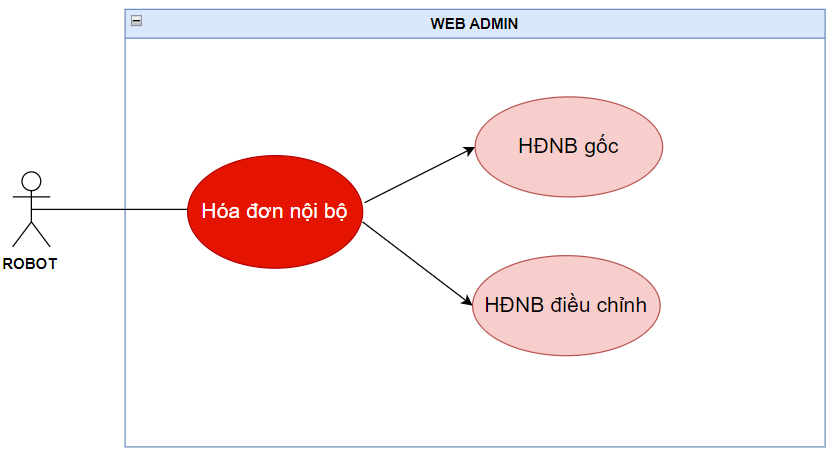 WEB ADMIN
HĐNB gốc
Hóa đơn nội bộ
ROBOT
HĐNB điều chỉnh